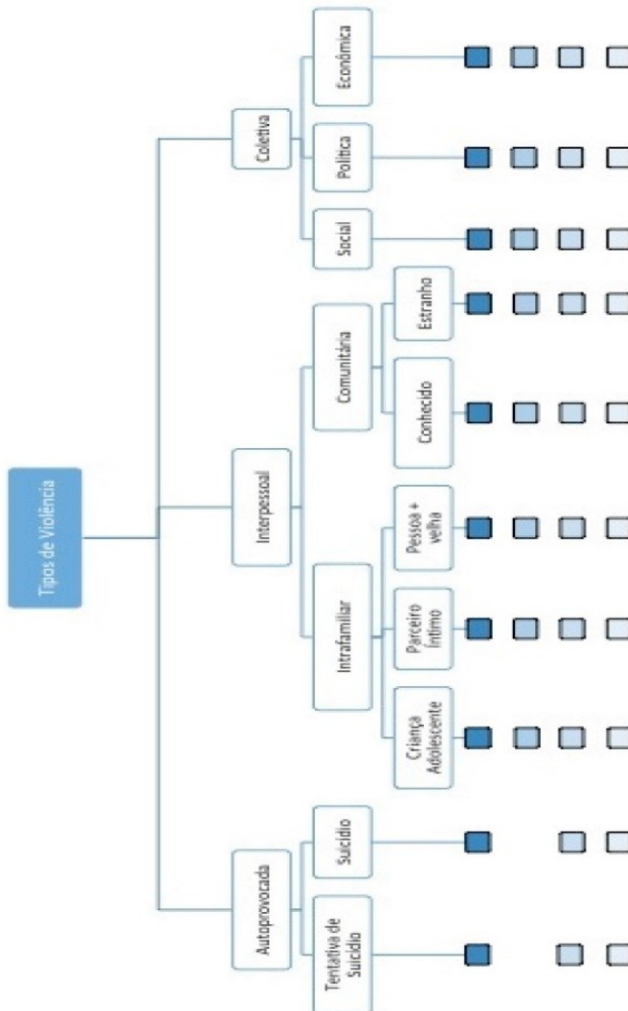 Tipos de Violência
Autoprovocada
Interpessoal
Coletiva
Tentativa de
Suicídio
Suicídio
Intrafamiliar
Comunitária
Social
Política
Econômica
Criança
Adolescente
Parceiro
Íntimo
Pessoa +
velha
Conhecido
Estranho